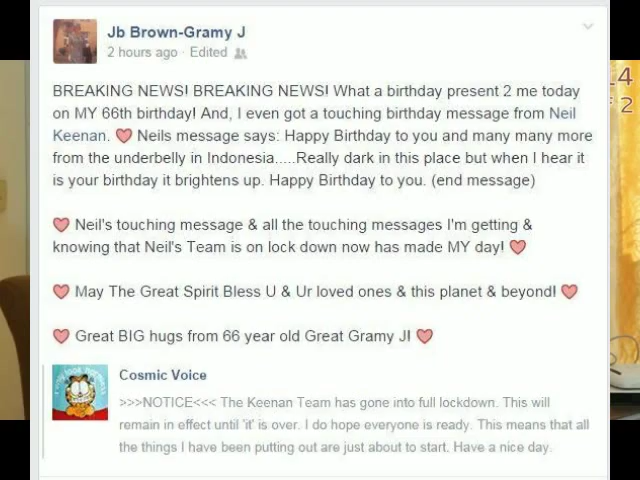 Jb Brown-Gramy J
2 hours ago · Edited
BREAKING NEWS! BREAKING NEWS! What a birthday present 2 me today
on MY 66th birthday! And, I even got a touching birthday message from Neil
Keenan. ❤ Neils message says: Happy Birthday to you and many many more
from the underbelly in Indonesia.....Really dark in this place but when I hear it
is your birthday it brightens up. Happy Birthday to you. (end message)
❤ Neil's touching message & all the touching messages I'm getting &
knowing that Neil's Team is on lock down now has made MY day! ❤
❤ May The Great Spirit Bless U & Ur loved ones & this planet & beyond! ❤
❤ Great BIG hugs from 66 year old Great Gramy J! ❤
Cosmic Voice
>>>NOTICE<<< The Keenan Team has gone into full lockdown. This will
remain in effect until 'it' is over. I do hope everyone is ready. This means that all
the things I have been putting out are just about to start. Have a nice day.